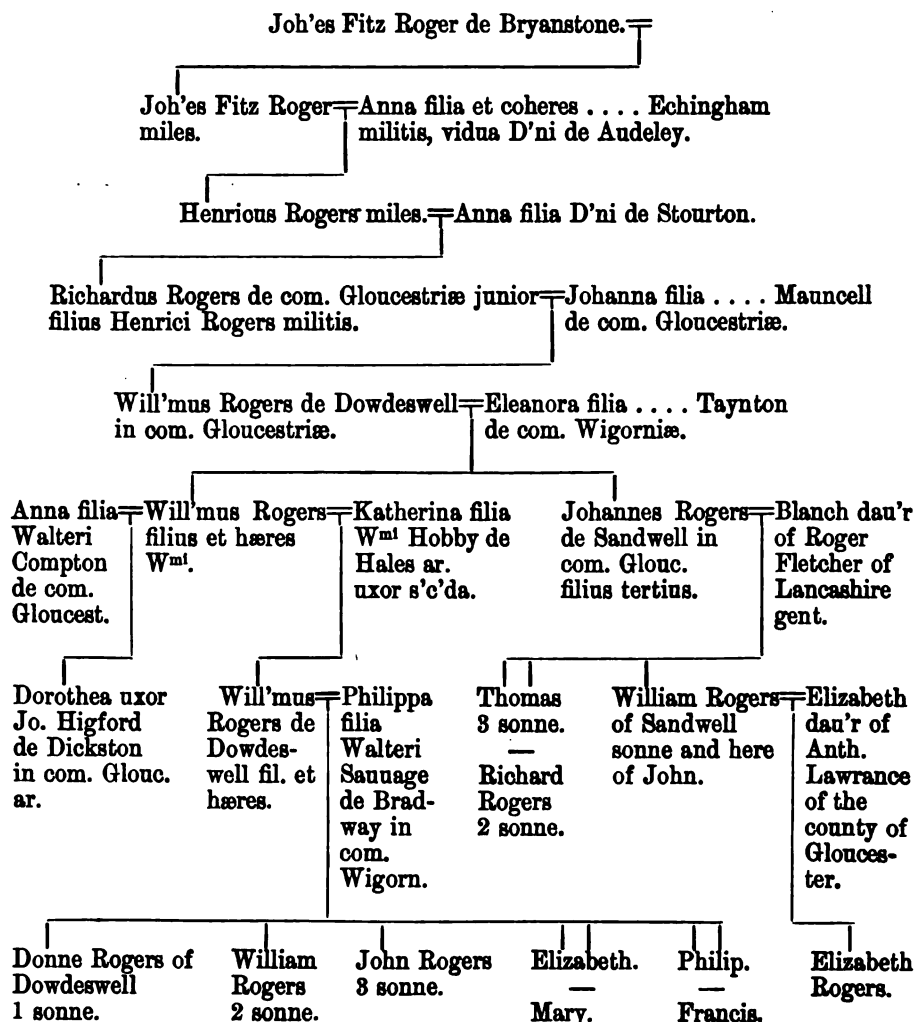 Joh'es Fitz Roger de Bryanstone.
Joh'es Fitz Roger
miles.
Anna filia et coheres .... Echingham
militis, vidua D'ni de Audeley.
Henricus Rogers miles.
Anna filia D'ni de Stourton.
Richardus Rogers de com. Gloucestriæ junior
filius Henrici Rogers militis.
Johanna filia .... Mauncell
de com. Gloucestriæ.
Will'mus Rogers de Dowdeswell
in com. Gloucestriæ.
Eleanora filia .... Taynton
de com. Wigorniæ.
Anna filia
Walteri
Compton
de com.
Gloucest.
Will'mus Rogers
filius et hæres
Wmi.
Katherina filia
Wmi Hobby de
Hales ar.
uxor s'c'da.
Johannes Rogers
de Sandwell in
com. Glouc.
filius tertius.
Blanch dau'r
of Roger
Fletcher of
Lancashire
gent.
Dorothea uxor
Jo. Higford
de Dickston
in com. Glouc.
ar.
Will'mus
Rogers de
Dowdes-
well fil. et
hæres.
Philippa
filia
Walteri
Sauuage
de Brad-
way in
com.
Wigorn.
Thomas
3 sonne.
—
Richard
Rogers
2 sonne.
William Rogers
of Sandwell
sonne and here
of John.
Elizabeth
dau'r of
Anth.
Lawrance
of the
county of
Glouces-
ter.
Donne Rogers of
Dowdeswell
1 sonne.
William
Rogers
2 sonne.
John Rogers
3 sonne.
Elizabeth.
—
Mary.
Philip.
—
Francis.
Elizabeth
Rogers.